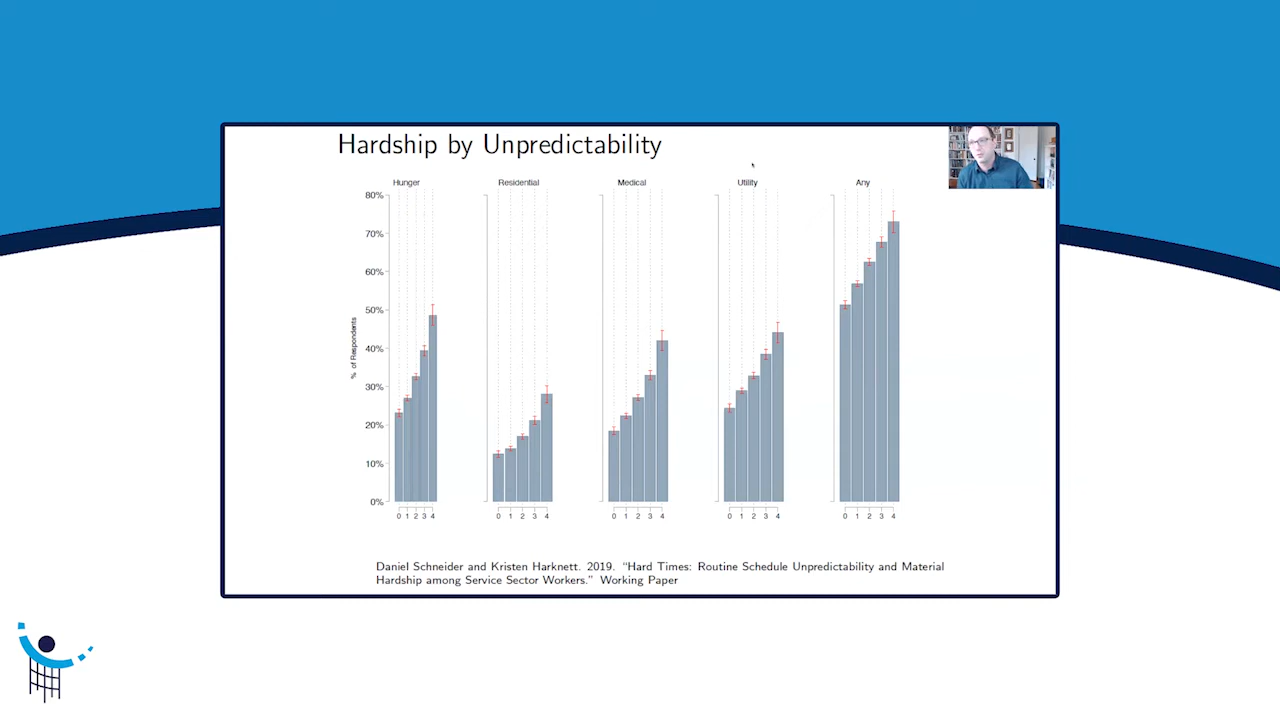 Hardship by Unpredictability
Hunger Residential Medical Utility Any
80%
70%
60%
50%
40%
30%
20%
10%
0%
% of Respondents
0 1 2 3 4 0 1 2 3 4 0 1 2 3 4 0 1 2 3 4 0 1 2 3 4
Daniel Schneider and Kristen Harknett. 2019. “Hard Times: Routine Schedule Unpredictability and Material
Hardship among Service Sector Workers.” Working Paper